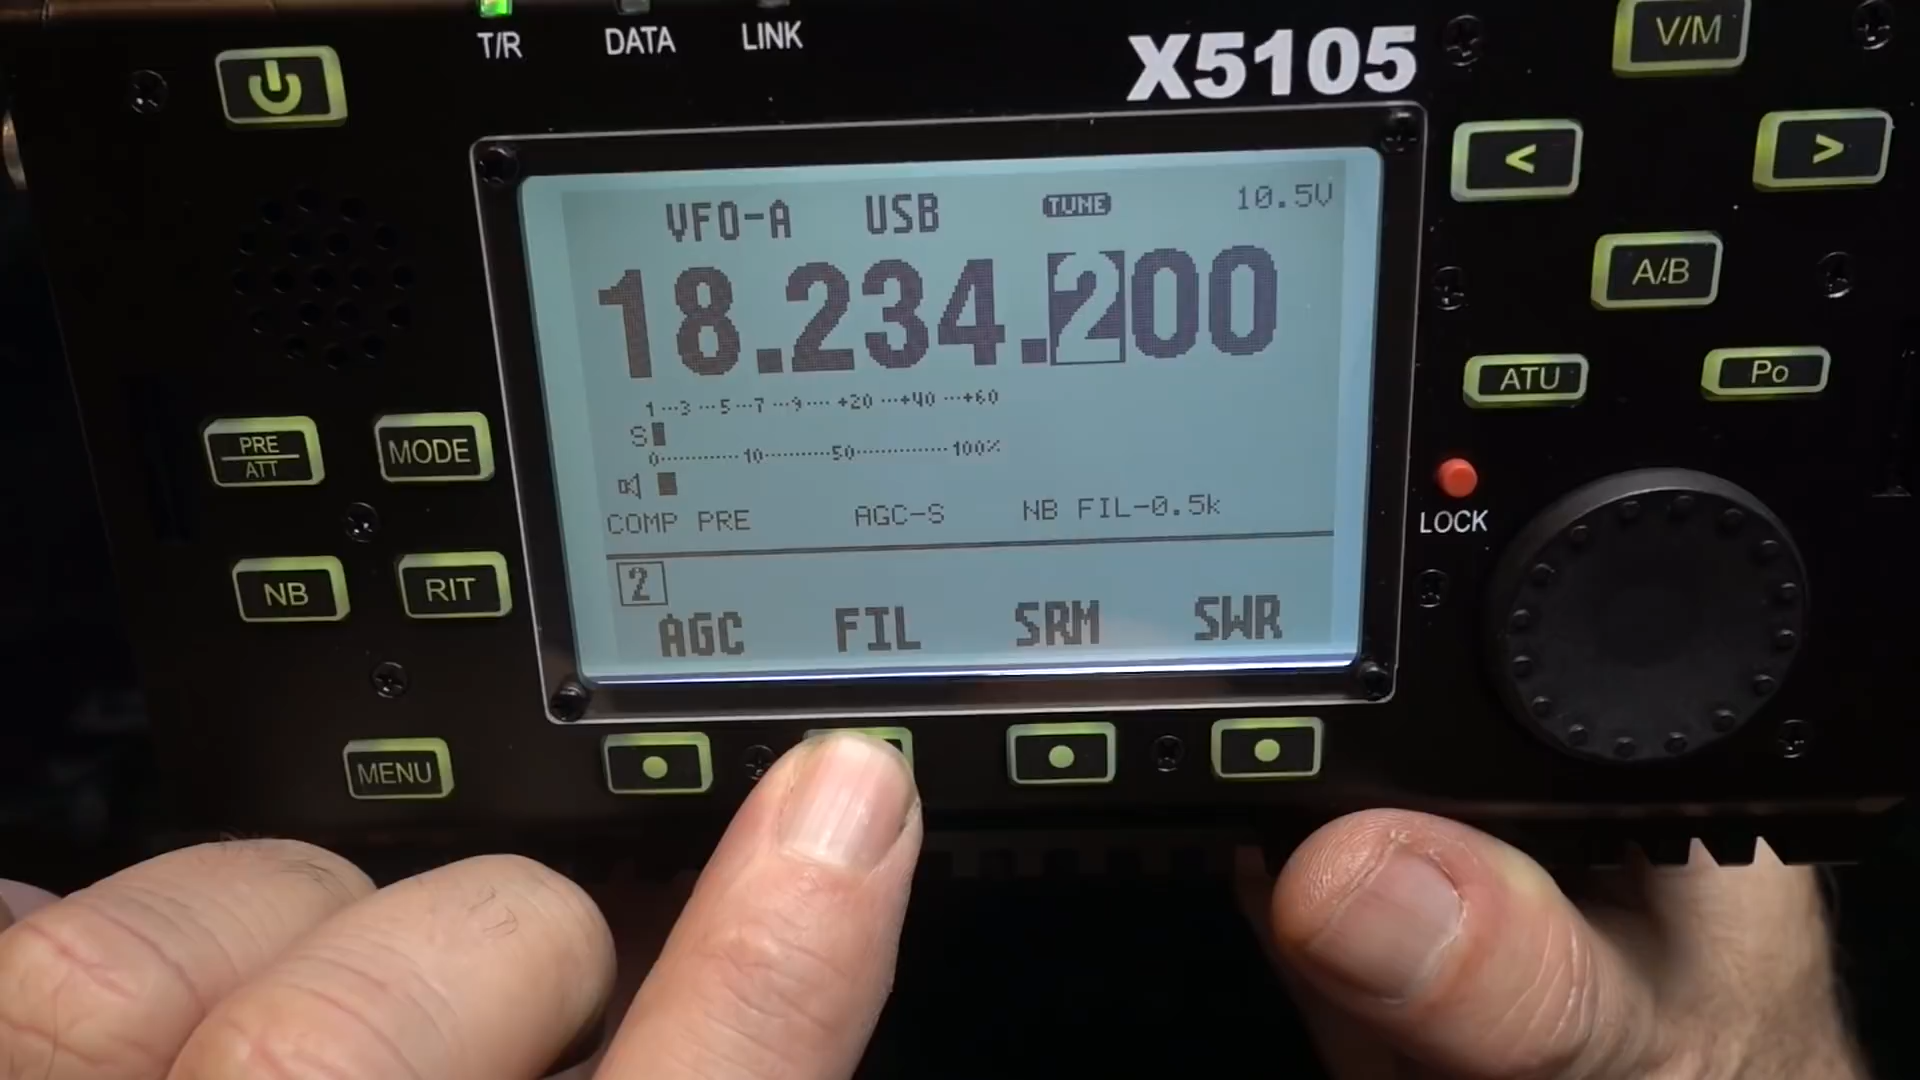 T/R DATA LINK
X5105
V/M
< >
VFO-A USB TUNE 10.5V
18.234.200
A/B
1 3 5 7 9 +20 +40 +60
S
0 10 50 100%
ATU Po
PRE
ATT
MODE
COMP PRE AGC-S NB FIL-0.5k
LOCK
NB RIT
2
AGC FIL SRM SWR
MENU